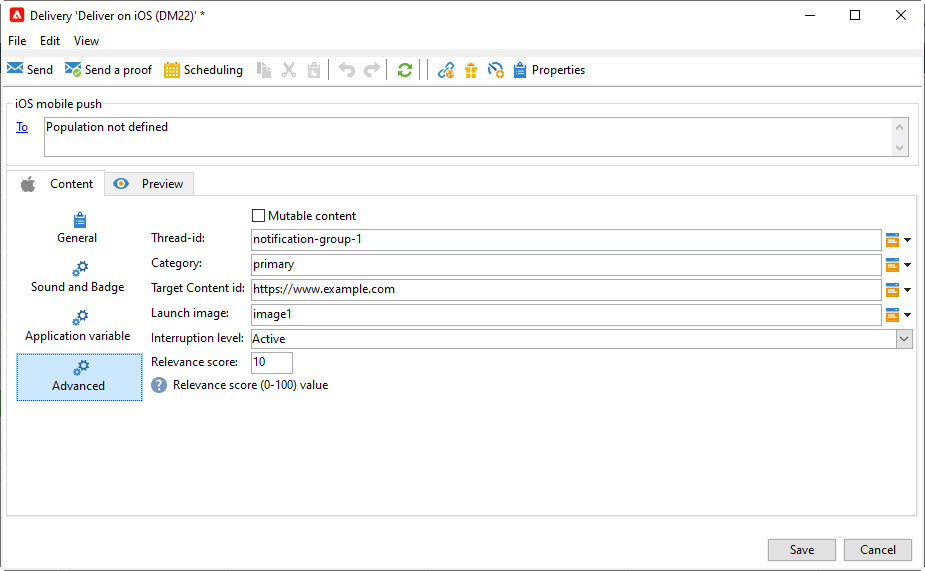 Delivery 'Deliver on iOS (DM22)' *
File Edit View
Send Send a proof Scheduling Properties
iOS mobile push
To Population not defined
Content Preview
Mutable content
General
Thread-id: notification-group-1
Category: primary
Sound and Badge
Target Content id: https://www.example.com
Launch image: image1
Application variable
Interruption level: Active
Relevance score: 10
Advanced
? Relevance score (0-100) value
Save Cancel